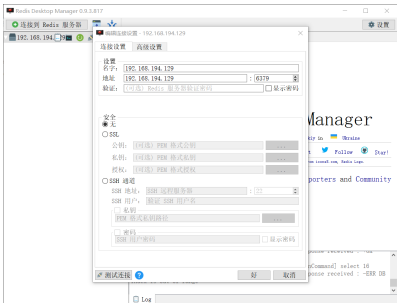 Redis Desktop Manager 0.9.3.817
连接到 Redis 服务器
设置
192.168.194.129
编辑连接设置 - 192.168.194.129
连接设置 高级设置
设置
名字: 192.168.194.129
地址 192.168.194.129 : 6379
验证: (可选) Redis 服务器验证密码 显示密码
安全
无
SSL
公钥: (可选) PEM 格式公钥 ...
私钥: (可选) PEM 格式私钥 ...
授权: (可选) PEM 格式授权 ...
SSH 通道
SSH 地址: SSH 远程服务器 : 22
SSH 用户: 验证 SSH 用户名
私钥
PEM 格式私钥路径 ...
密码
SSH 用户密码 显示密码
测试连接 好 取消
Manager
in Ukraine
Follow Star!
Redis Labs
porters and Community
ponse received :
nCommand] select 18
ponse received : -ERR DB
Log